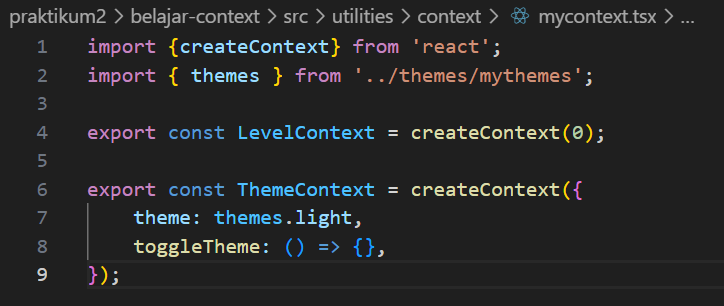 praktikum2 > belajar-context > src > utilities > context > mycontext.tsx > ...
1 import {createContext} from 'react';
2 import { themes } from '../themes/mythemes';
3
4 export const LevelContext = createContext(0);
5
6 export const ThemeContext = createContext({
7     theme: themes.light,
8     toggleTheme: () => {},
9 });